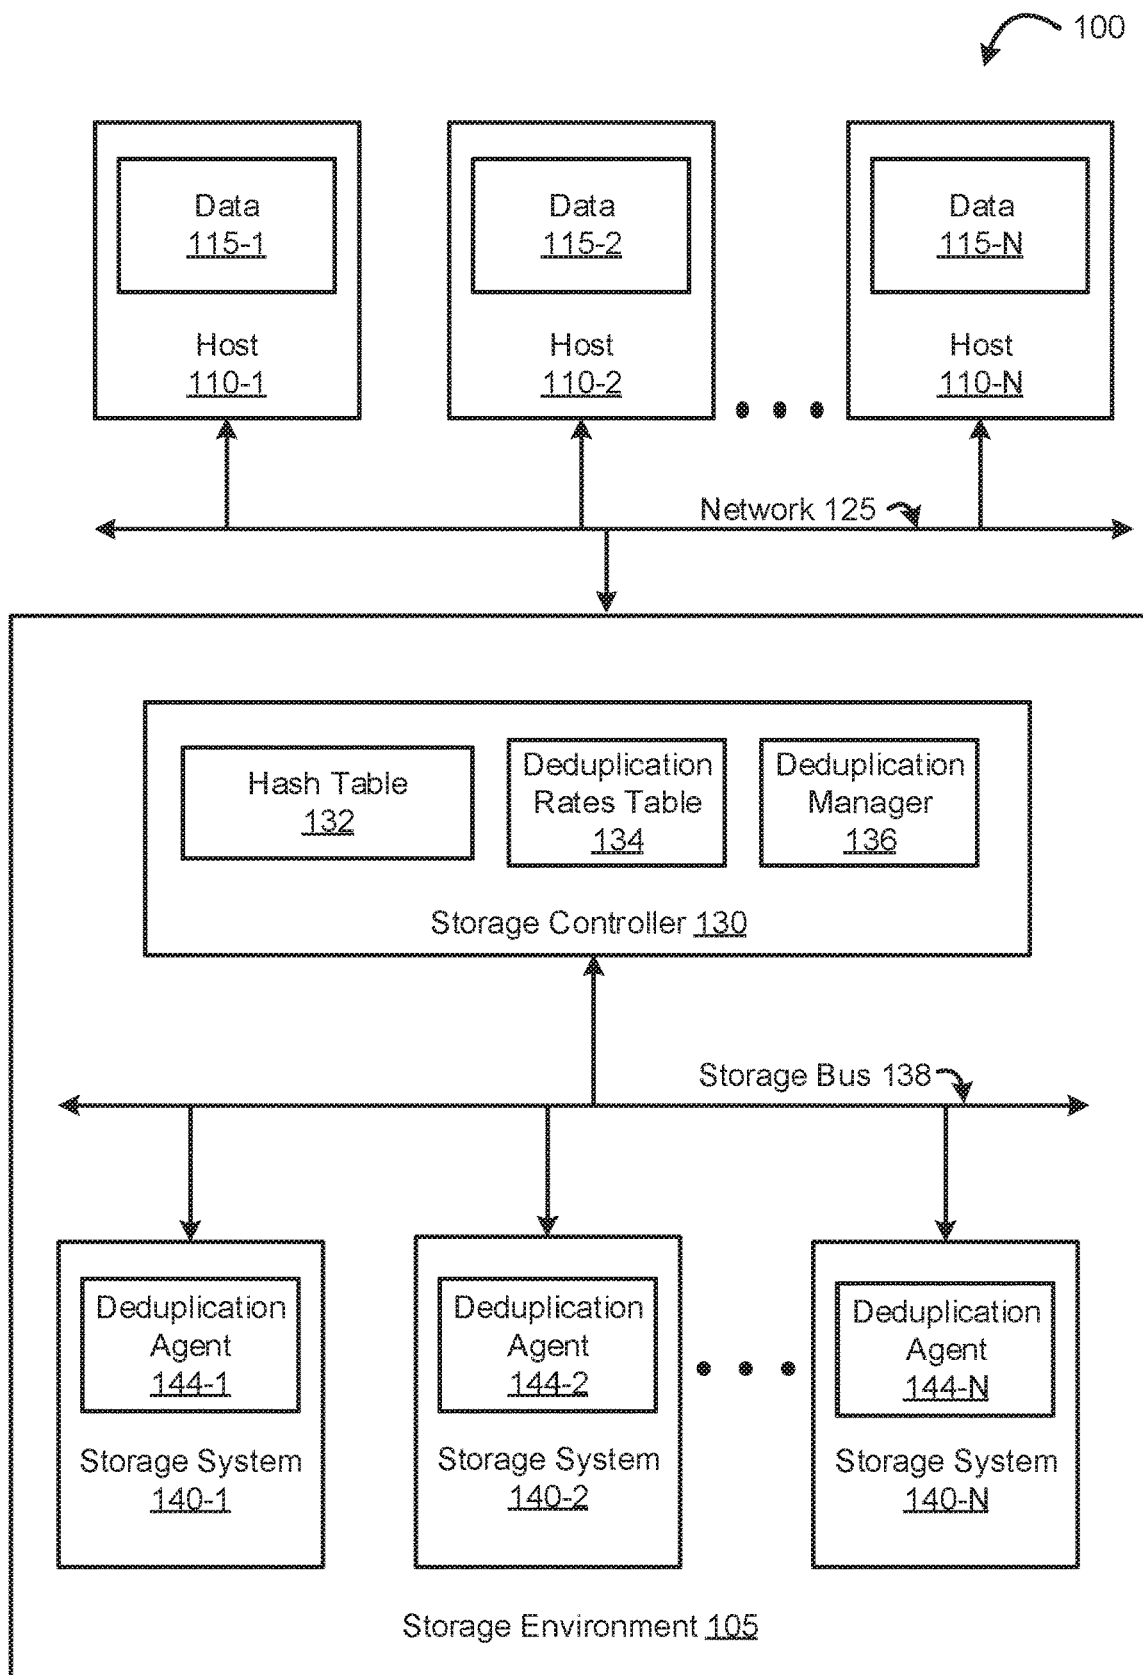 100
Data
115-1
Host
110-1
Data
115-2
Host
110-2
Data
115-N
Host
110-N
Network 125
Hash Table
132
Deduplication
Rates Table
134
Deduplication
Manager
136
Storage Controller 130
Storage Bus 138
Deduplication
Agent
144-1
Storage System
140-1
Deduplication
Agent
144-2
Storage System
140-2
Deduplication
Agent
144-N
Storage System
140-N
Storage Environment 105